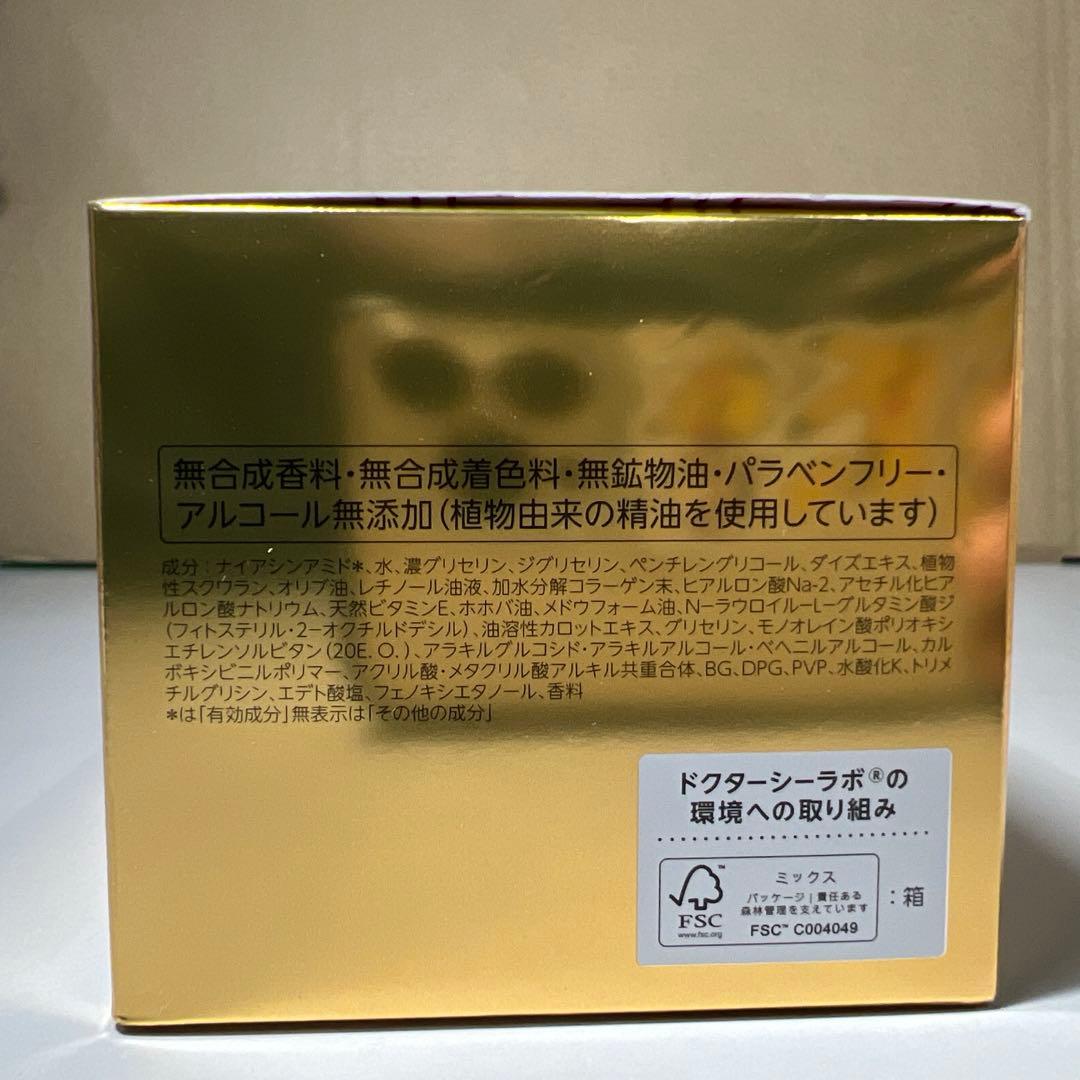 無合成香料・無合成着色料・無鉱物油・パラベンフリー・
アルコール無添加(植物由来の精油を使用しています)
成分：ナイアシンアミド*、水、濃グリセリン、ジグリセリン、ペンチレングリコール、ダイズエキス、植物
性スクワラン、オリブ油、レチノール油液、加水分解コラーゲン末、ヒアルロン酸Na-2、アセチル化ヒア
ルロン酸ナトリウム、天然ビタミンE、ホホバ油、メドウフォーム油、N-ラウロイル-L-グルタミン酸ジ
(フィトステリル・2-オクチルドデシル)、油溶性カロットエキス、グリセリン、モノオレイン酸ポリオキシ
エチレンソルビタン(20E.O.)、アラキルグルコシド・アラキルアルコール・ベヘニルアルコール、カル
ボキシビニルポリマー、アクリル酸・メタクリル酸アルキル共重合体、BG、DPG、PVP、水酸化K、トリメ
チルグリシン、エデト酸塩、フェノキシエタノール、香料
*は「有効成分」無表示は「その他の成分」
ドクターシーラボ®の
環境への取り組み
FSC™
www.fsc.org
ミックス
パッケージ|責任ある
森林管理を支えています
FSC™ C004049
：箱